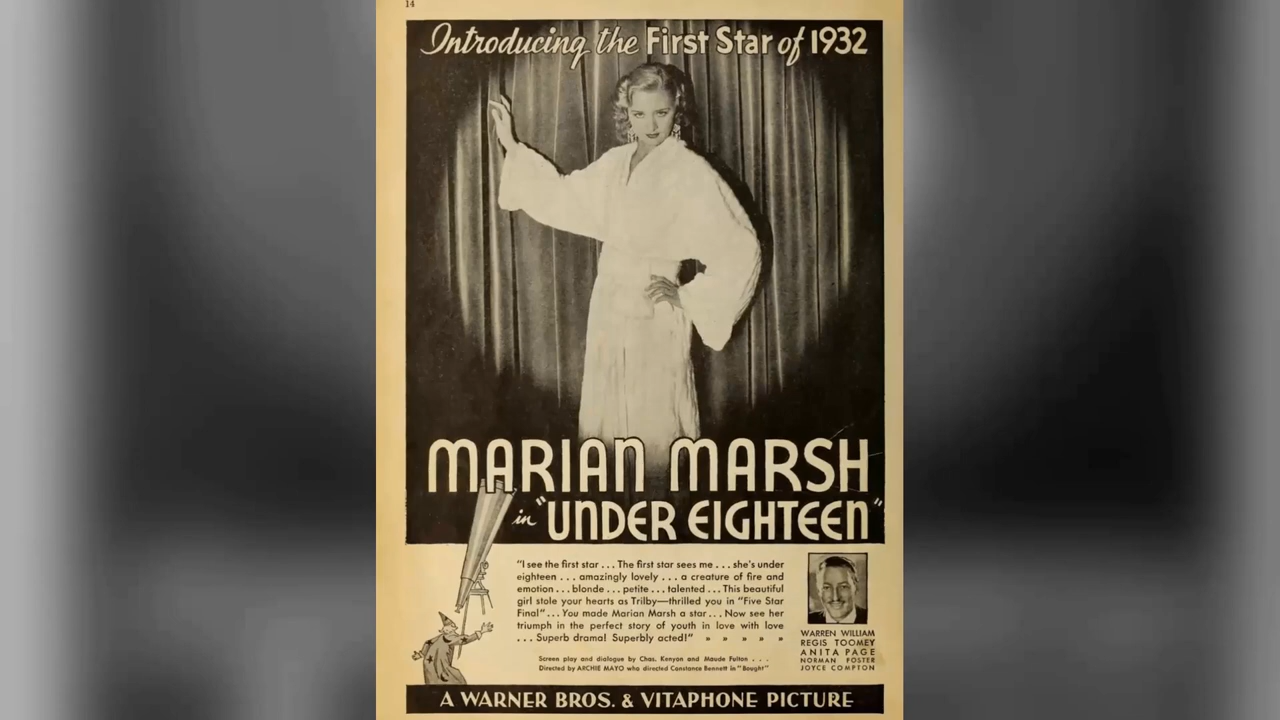 14
Introducing the First Star of 1932
MARIAN MARSH
in "UNDER EIGHTEEN"
"I see the first star . . . The first star sees me . . . she's under
eighteen . . . amazingly lovely . . . a creature of fire and
emotion . . . blonde . . . petite . . . talented . . . This beautiful
girl stole your hearts as Trilby—thrilled you in "Five Star
Final" . . . You made Marian Marsh a star . . . Now see her
triumph in the perfect story of youth in love with love
. . . Superb drama! Superbly acted!" » » » » »
Screen play and dialogue by Chas. Kenyon and Maude Fulton . . .
Directed by ARCHIE MAYO who directed Constance Bennett in "Bought"
WARREN WILLIAM
REGIS TOOMEY
ANITA PAGE
NORMAN FOSTER
JOYCE COMPTON
A WARNER BROS. & VITAPHONE PICTURE